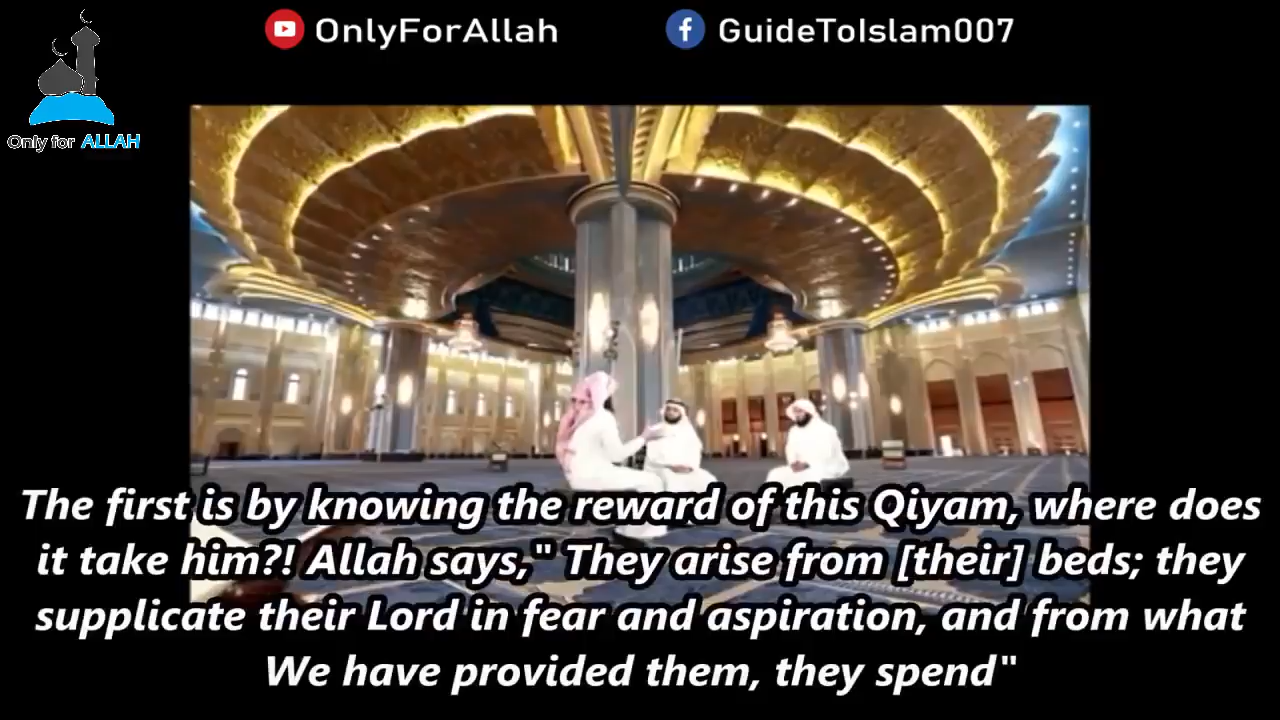 OnlyForAllah
GuideToIslam007
Only for ALLAH
The first is by knowing the reward of this Qiyam, where does
it take him?! Allah says," They arise from [their] beds; they
supplicate their Lord in fear and aspiration, and from what
We have provided them, they spend"